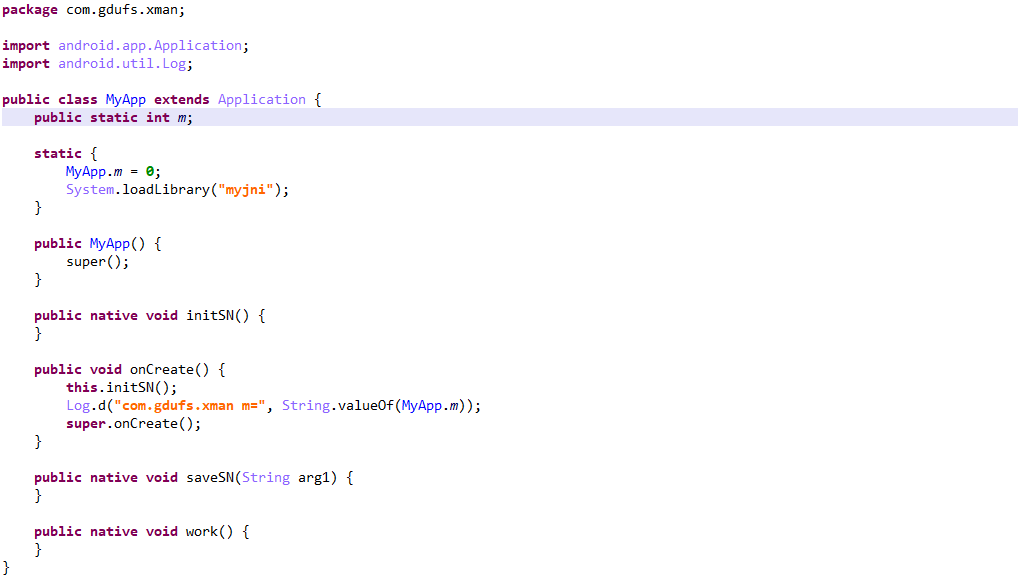 package com.gdufs.xman;
import android.app.Application;
import android.util.Log;
public class MyApp extends Application {
    public static int m;
    static {
        MyApp.m = 0;
        System.loadLibrary("myjni");
    }
    public MyApp() {
        super();
    }
    public native void initSN() {
    }
    public void onCreate() {
        this.initSN();
        Log.d("com.gdufs.xman m=", String.valueOf(MyApp.m));
        super.onCreate();
    }
    public native void saveSN(String arg1) {
    }
    public native void work() {
    }
}